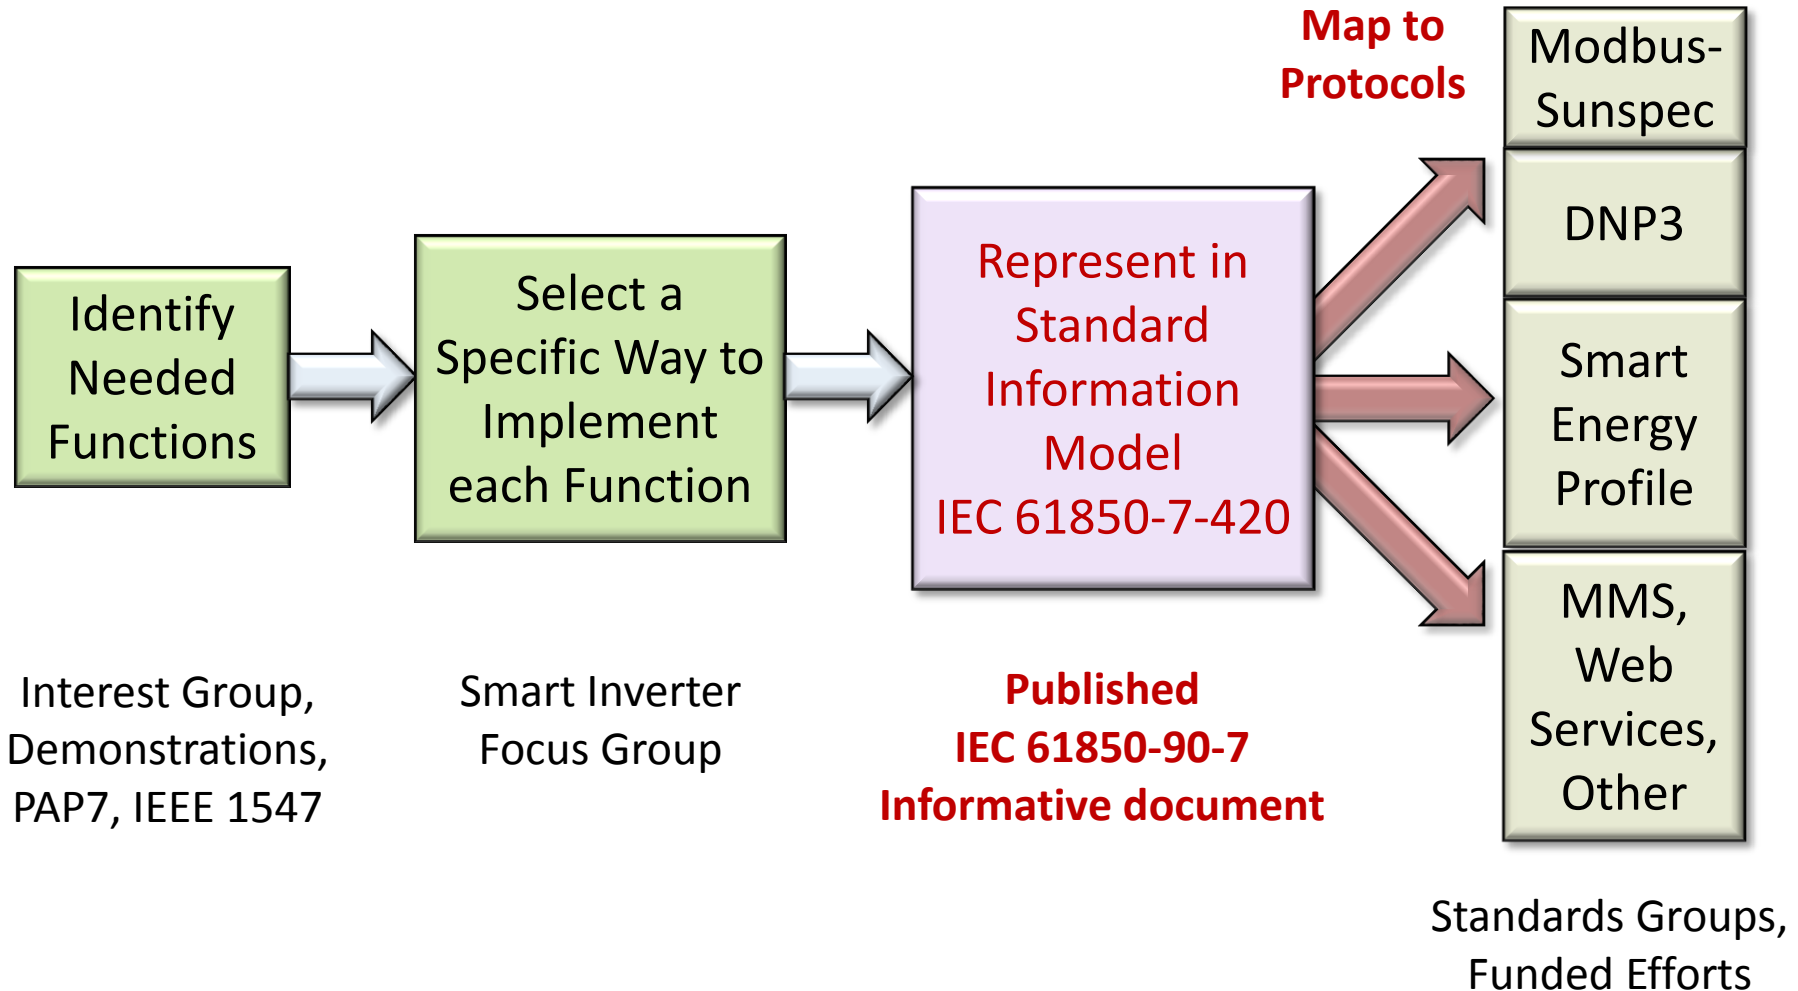 Identify
Needed
Functions
Select a
Specific Way to
Implement
each Function
Represent in
Standard
Information
Model
IEC 61850-7-420
Map to
Protocols
Modbus-
Sunspec
DNP3
Smart
Energy
Profile
MMS,
Web
Services,
Other
Interest Group,
Demonstrations,
PAP7, IEEE 1547
Smart Inverter
Focus Group
Published
IEC 61850-90-7
Informative document
Standards Groups,
Funded Efforts